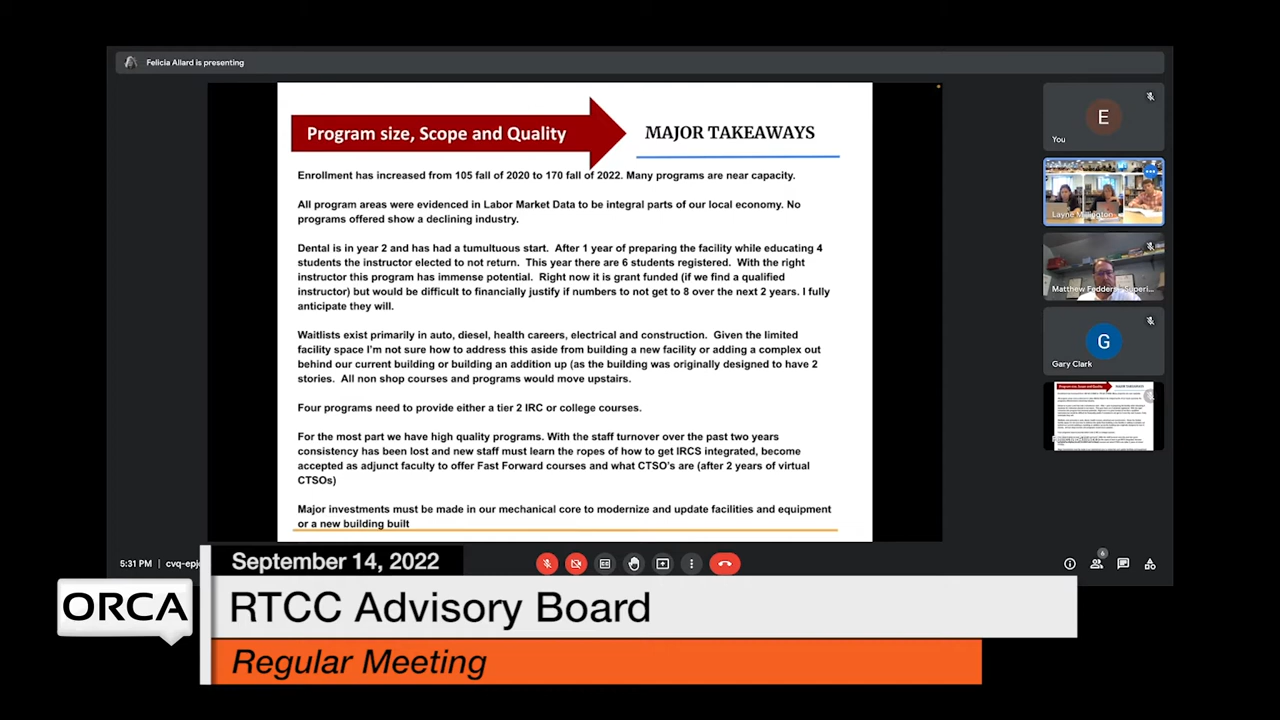 Felicia Allard is presenting
Program size, Scope and Quality
MAJOR TAKEAWAYS
Enrollment has increased from 105 fall of 2020 to 170 fall of 2022. Many programs are near capacity.
All program areas were evidenced in Labor Market Data to be integral parts of our local economy. No
programs offered show a declining industry.
Dental is in year 2 and has had a tumultuous start. After 1 year of preparing the facility while educating 4
students the instructor elected to not return. This year there are 6 students registered. With the right
instructor this program has immense potential. Right now it is grant funded (if we find a qualified
instructor) but would be difficult to financially justify if numbers to not get to 8 over the next 2 years. I fully
anticipate they will.
Waitlists exist primarily in auto, diesel, health careers, electrical and construction. Given the limited
facility space I'm not sure how to address this aside from building a new facility or adding a complex out
behind our current building or building an addition up (as the building was originally designed to have 2
stories. All non shop courses and programs would move upstairs.
Four programs need to provide either a tier 2 IRC or college courses.
For the most part we have high quality programs. With the staff turnover over the past two years
consistency has been lost and new staff must learn the ropes of how to get IRCS integrated, become
accepted as adjunct faculty to offer Fast Forward courses and what CTSO's are (after 2 years of virtual
CTSOs)
Major investments must be made in our mechanical core to modernize and update facilities and equipment
or a new building built
E
You
Layne Millington
Matthew Fedders, Superi...
G
Gary Clark
5:31 PM
cvq-epj
6
September 14, 2022
ORCA
RTCC Advisory Board
Regular Meeting